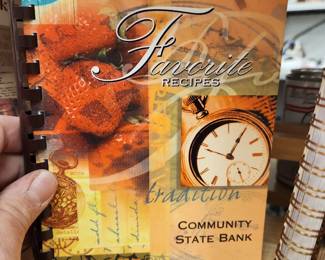 Favorite
RECIPES
tradition
COMMUNITY
STATE BANK